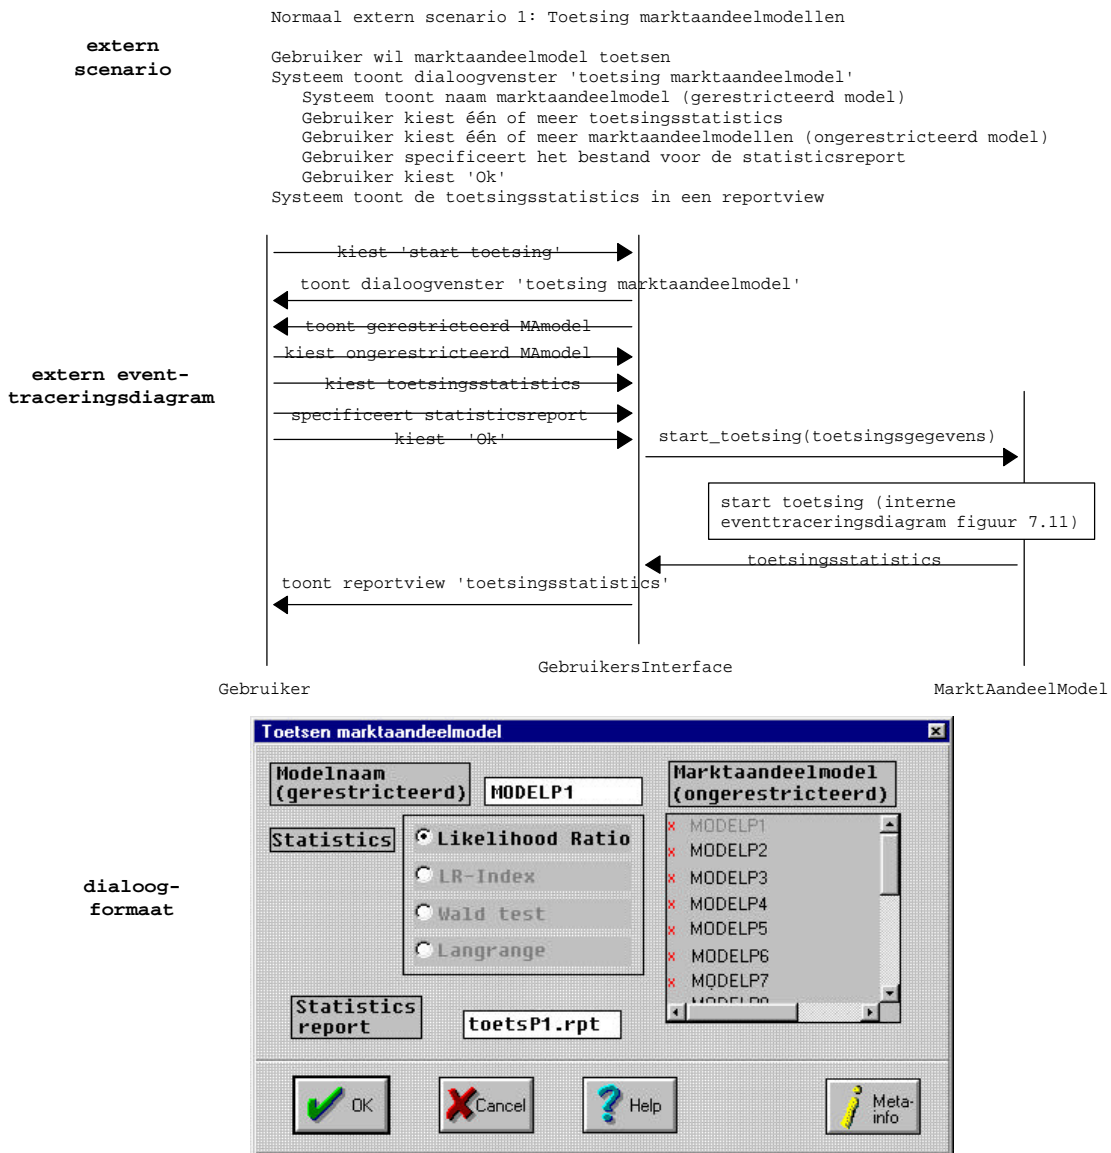 Normaal extern scenario 1: Toetsing marktaandeelmodellen
extern
scenario
Gebruiker wil marktaandeelmodel toetsen
Systeem toont dialoogvenster 'toetsing marktaandeelmodel'
Systeem toont naam marktaandeelmodel (gerestricteerd model)
Gebruiker kiest één of meer toetsingsstatistics
Gebruiker kiest één of meer marktaandeelmodellen (ongerestricteerd model)
Gebruiker specificeert het bestand voor de statisticsreport
Gebruiker kiest 'Ok'
Systeem toont de toetsingsstatistics in een reportview
extern event-
traceringsdiagram
kiest 'start toetsing'
toont dialoogvenster 'toetsing marktaandeelmodel'
toont gerestricteerd MAmodel
kiest ongerestricteerd MAmodel
kiest toetsingsstatistics
specificeert statisticsreport
kiest 'Ok'
start_toetsing(toetsingsgegevens)
start toetsing (interne
eventtraceringsdiagram figuur 7.11)
toetsingsstatistics
toont reportview 'toetsingsstatistics'
GebruikersInterface
Gebruiker
MarktAandeelModel
dialoog-
formaat
Toetsen marktaandeelmodel
Modelnaam
(gerestricteerd)
MODELP1
Marktaandeelmodel
(ongerestricteerd)
Statistics
Likelihood Ratio
LR-Index
Wald test
Langrange
x MODELP1
x MODELP2
x MODELP3
x MODELP4
x MODELP5
x MODELP6
x MODELP7
Statistics
report
toetsP1.rpt
OK
Cancel
Help
Meta-
info